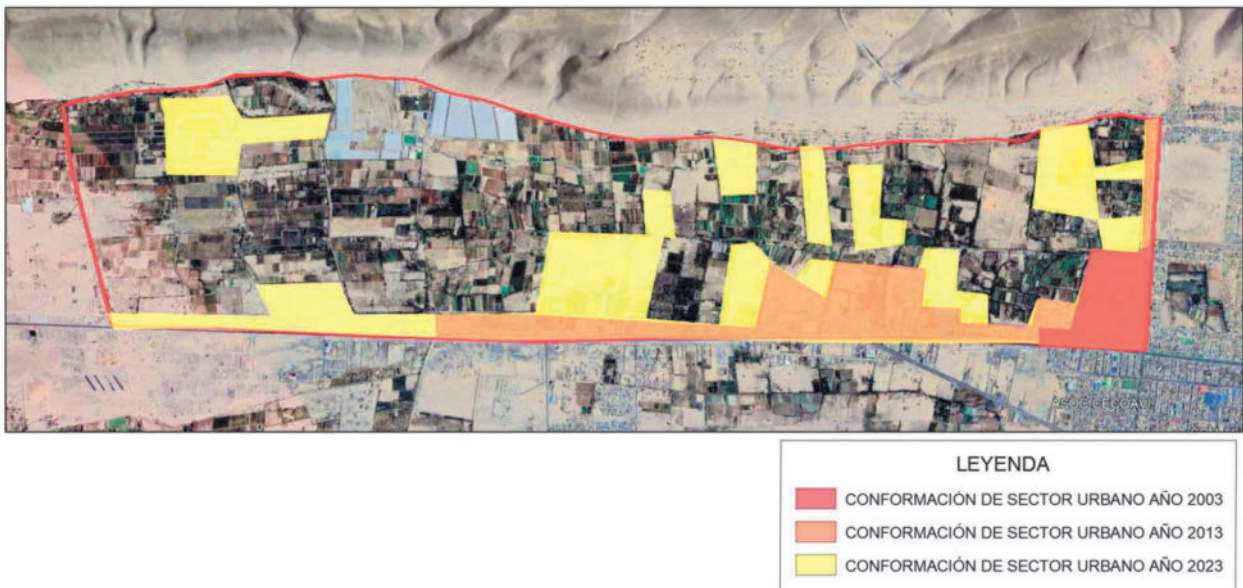 LEYENDA
CONFORMACIÓN DE SECTOR URBANO AÑO 2003
CONFORMACIÓN DE SECTOR URBANO AÑO 2013
CONFORMACIÓN DE SECTOR URBANO AÑO 2023